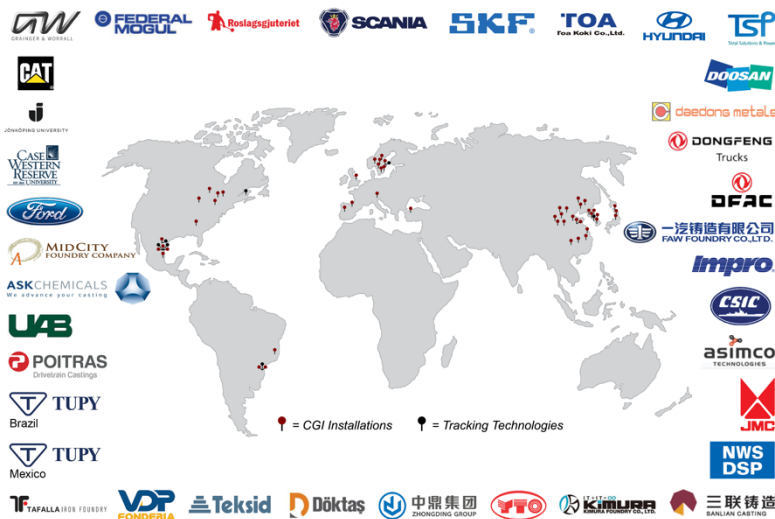 GW
GRAINGER & WORRALL
FEDERAL
MOGUL
Roslagsgjuteriet
SCANIA
SKF
TOA
Toa Koki Co.,Ltd.
HYUNDAI
TSP
Total Solutions & Power
CAT
DOOSAN
JÖNKÖPING UNIVERSITY
daedong metals
CASE
WESTERN
RESERVE
UNIVERSITY
DONGFENG
Trucks
Ford
DFAC
MIDCITY
FOUNDRY COMPANY
一汽铸造有限公司
FAW FOUNDRY CO.,LTD.
ASKCHEMICALS
We advance your casting
impro
UAB
CSIC
POITRAS
Drivetrain Castings
asimco
TECHNOLOGIES
TUPY
Brazil
JMC
= CGI Installations
= Tracking Technologies
TUPY
Mexico
NWS
DSP
TF
TAFALLA IRON FOUNDRY
VDP
FONDERIA
Teksid
Döktaş
中鼎集团
ZHONGDING GROUP
YTO
KIMURA
KIMURA FOUNDRY CO., LTD.
三联铸造
SANLIAN CASTING